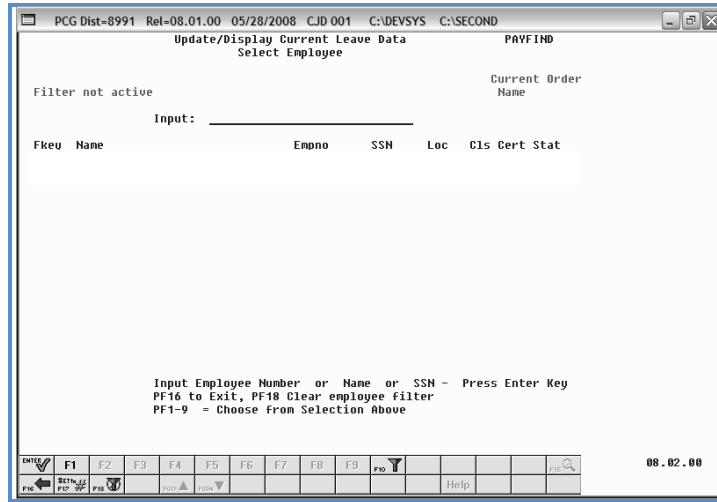 PCG Dist=8991 Rel=08.01.00 05/28/2008 CJD 001 C:\DEVSYS C:\SECOND
Update/Display Current Leave Data PAYFIND
Select Employee
Current Order
Filter not active Name
Input:
Fkey Name Empno SSN Loc Cls Cert Stat
Input Employee Number or Name or SSN - Press Enter Key
PF16 to Exit, PF18 Clear employee filter
PF1-9 = Choose from Selection Above
ENTER F1 F2 F3 F4 F5 F6 F7 F8 F9 F10 F15 08.02.00
F16 F17 F18 Help